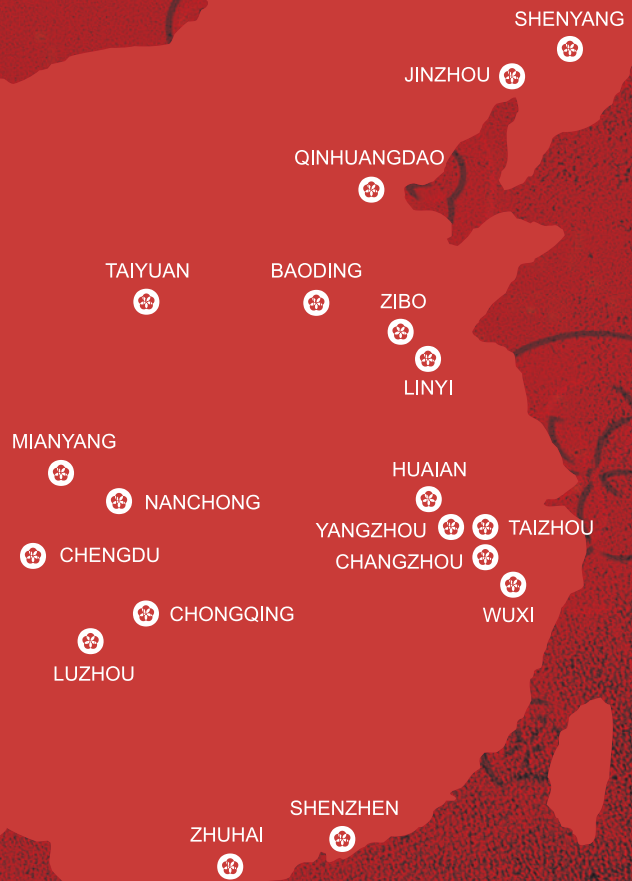 SHENYANG
JINZHOU
QINHUANGDAO
TAIYUAN
BAODING
ZIBO
LINYI
MIANYANG
HUAIAN
NANCHONG
YANGZHOU
TAIZHOU
CHENGDU
CHANGZHOU
CHONGQING
WUXI
LUZHOU
SHENZHEN
ZHUHAI